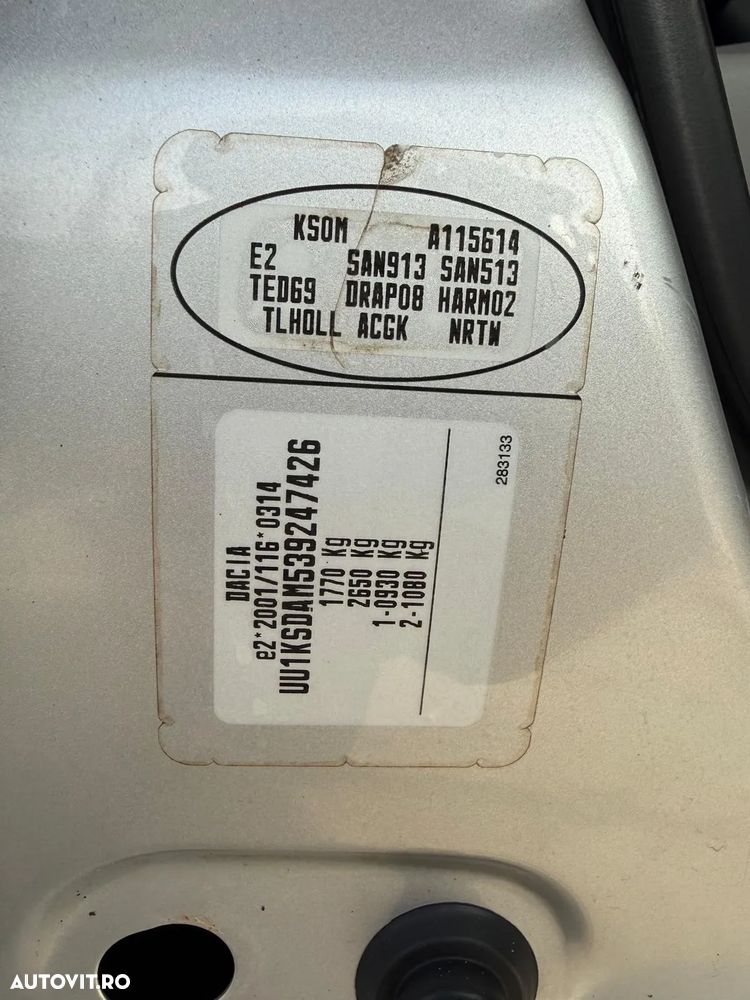 KSOM A115614
E2 SAN913 SAN513
TED69 DRAP08 HARM02
TLHOLL ACGK NRTW
DACIA
e2*2001/116*0314
UU1KSDAM539247426
1770 Kg
2650 Kg
1-0930 Kg
2-1080 Kg
283133
AUTOVIT.RO